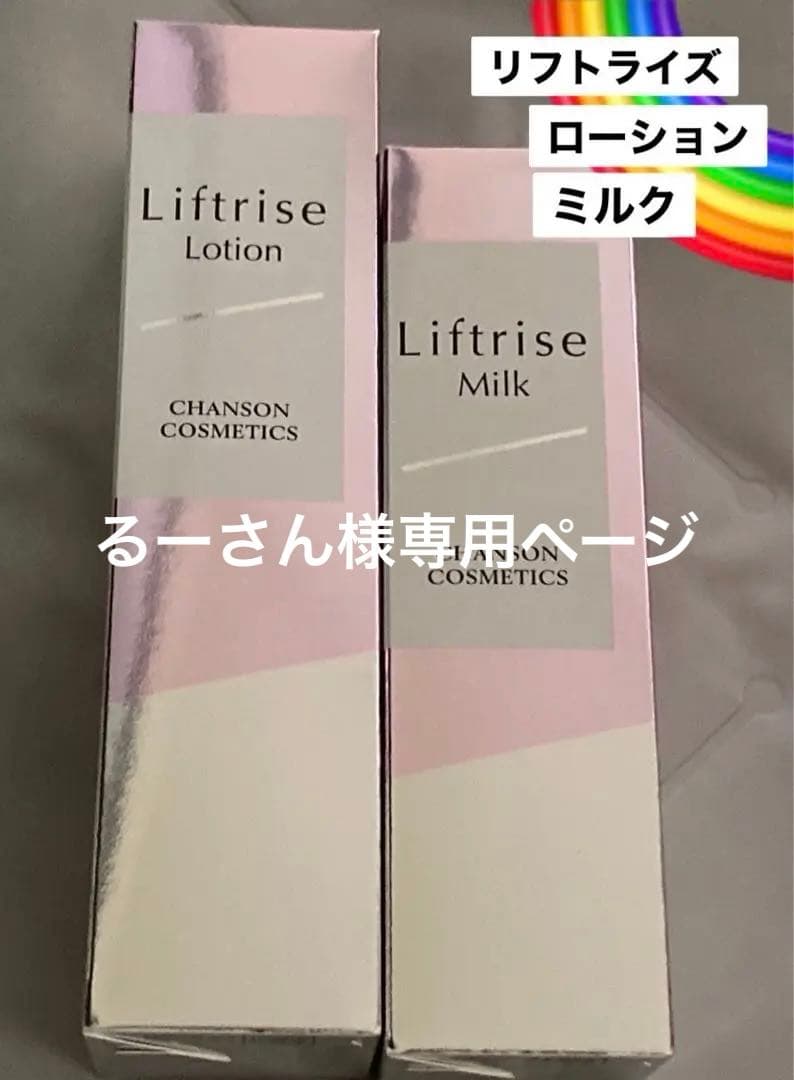 リフトライズ
ローション
ミルク
Liftrise
Lotion
CHANSON
COSMETICS
Liftrise
Milk
CHANSON
COSMETICS
るーさん様専用ページ